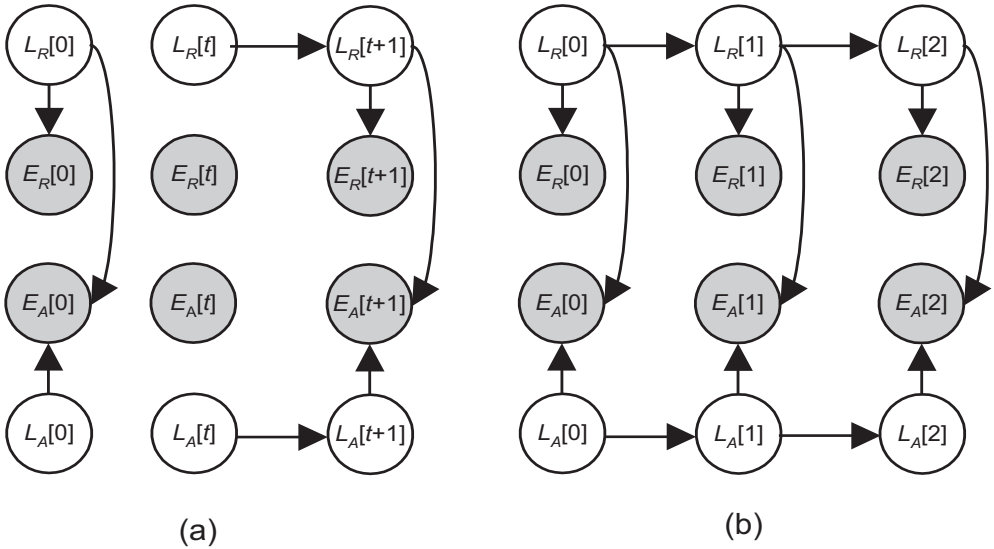 L_R[0] L_R[t] L_R[t+1] L_R[0] L_R[1] L_R[2]
E_R[0] E_R[t] E_R[t+1] E_R[0] E_R[1] E_R[2]
E_A[0] E_A[t] E_A[t+1] E_A[0] E_A[1] E_A[2]
L_A[0] L_A[t] L_A[t+1] L_A[0] L_A[1] L_A[2]
(a) (b)